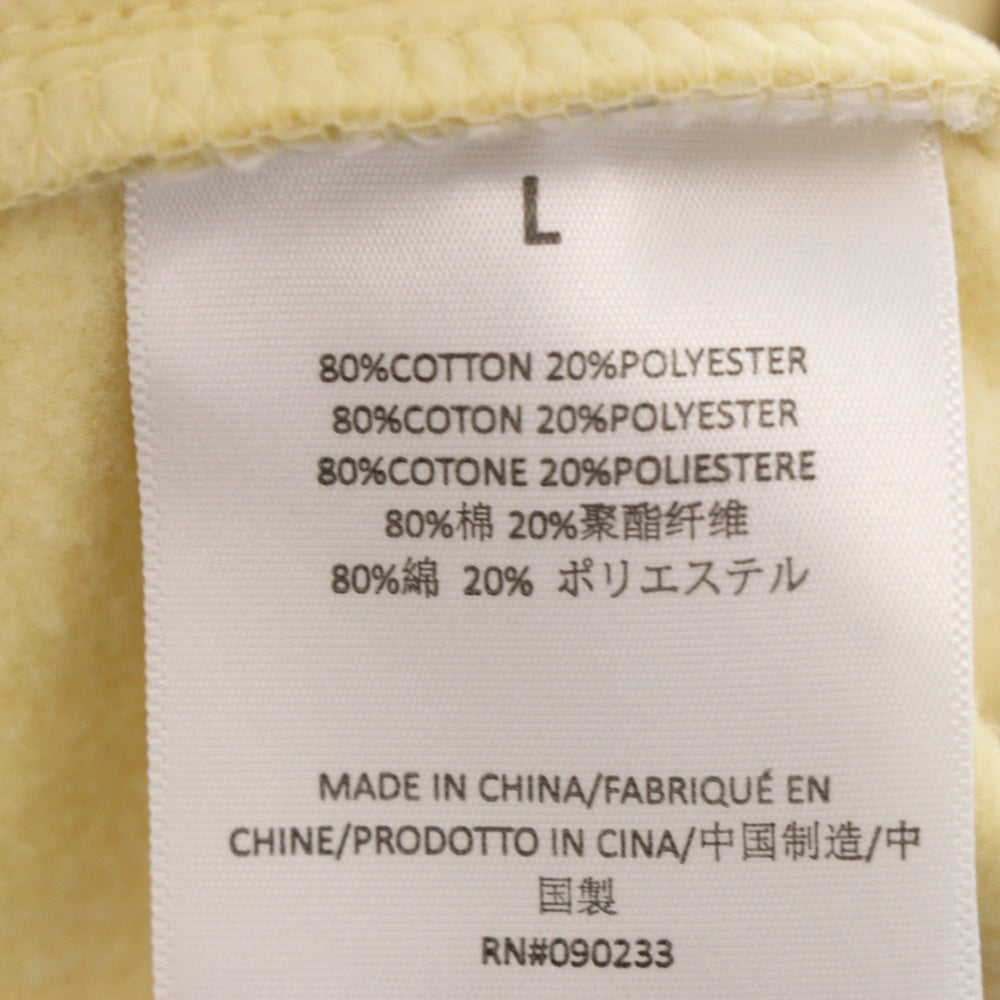 L
80%COTTON 20%POLYESTER
80%COTON 20%POLYESTER
80%COTONE 20%POLIESTERE
80%棉 20%聚酯纤维
80%綿 20% ポリエステル
MADE IN CHINA/FABRIQUÉ EN
CHINE/PRODOTTO IN CINA/中国制造/中
国製
RN#090233